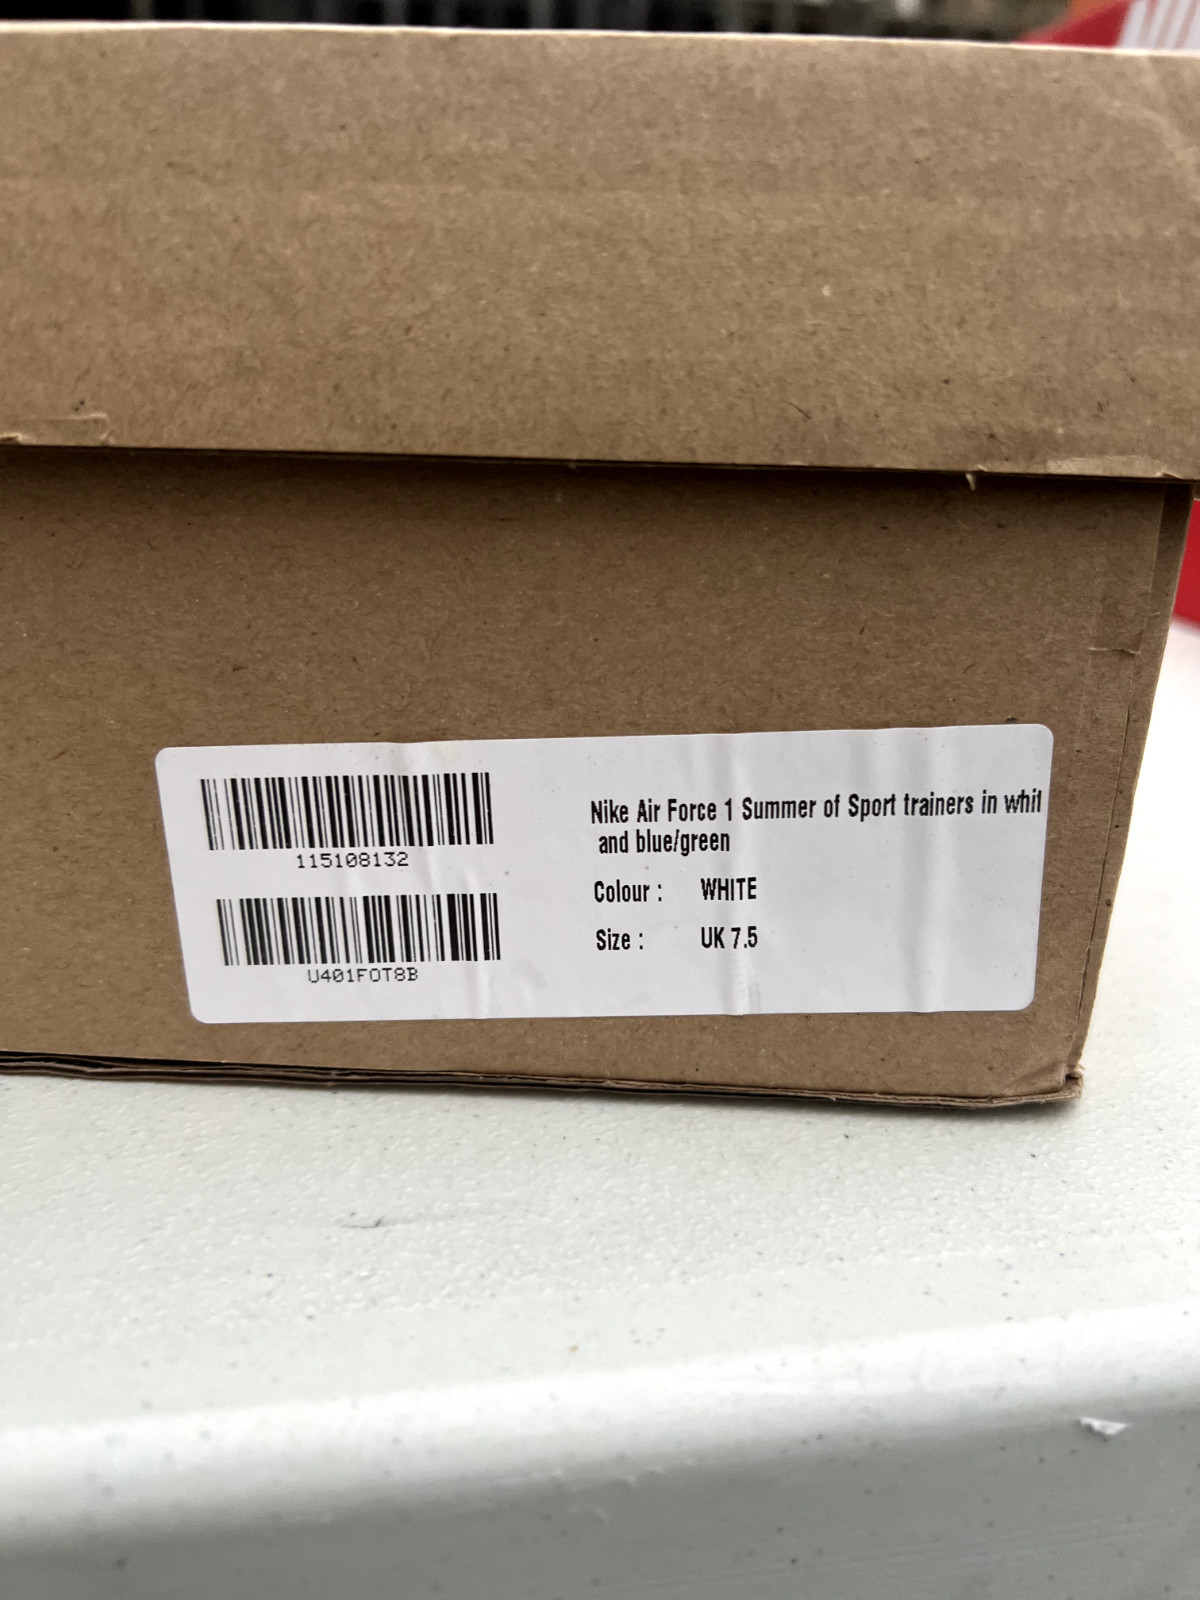 115108132
U401FOT8B
Nike Air Force 1 Summer of Sport trainers in whit
and blue/green
Colour : WHITE
Size : UK 7.5